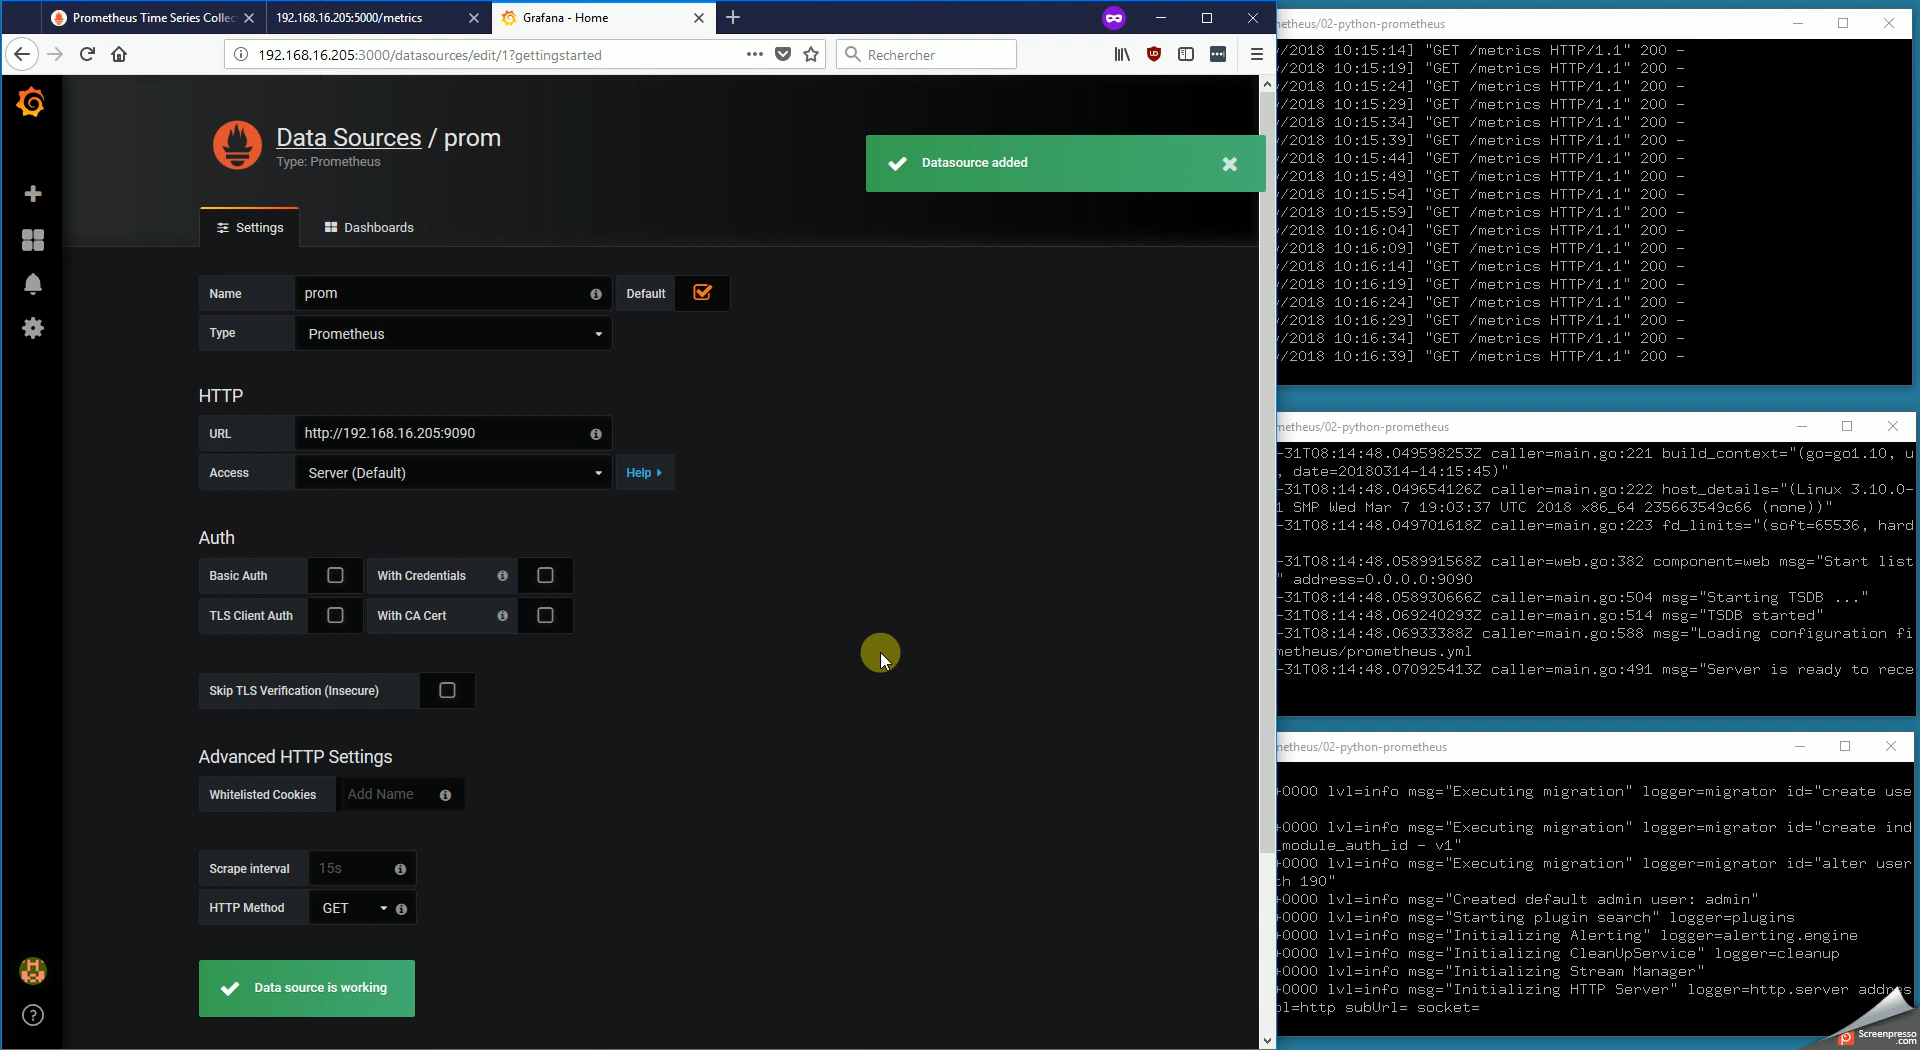 Prometheus Time Series Collec
192.168.16.205:5000/metrics
Grafana - Home
192.168.16.205:3000/datasources/edit/1?gettingstarted
Rechercher
Data Sources / prom
Type: Prometheus
Datasource added
Settings
Dashboards
Name
prom
Default
Type
Prometheus
HTTP
URL
http://192.168.16.205:9090
Access
Server (Default)
Help
Auth
Basic Auth
With Credentials
TLS Client Auth
With CA Cert
Skip TLS Verification (Insecure)
Advanced HTTP Settings
Whitelisted Cookies
Add Name
Scrape interval
15s
HTTP Method
GET
Data source is working
etheus/02-python-prometheus
/2018 10:15:14] "GET /metrics HTTP/1.1" 200 -
/2018 10:15:19] "GET /metrics HTTP/1.1" 200 -
/2018 10:15:24] "GET /metrics HTTP/1.1" 200 -
/2018 10:15:29] "GET /metrics HTTP/1.1" 200 -
/2018 10:15:34] "GET /metrics HTTP/1.1" 200 -
/2018 10:15:39] "GET /metrics HTTP/1.1" 200 -
/2018 10:15:44] "GET /metrics HTTP/1.1" 200 -
/2018 10:15:49] "GET /metrics HTTP/1.1" 200 -
/2018 10:15:54] "GET /metrics HTTP/1.1" 200 -
/2018 10:15:59] "GET /metrics HTTP/1.1" 200 -
/2018 10:16:04] "GET /metrics HTTP/1.1" 200 -
/2018 10:16:09] "GET /metrics HTTP/1.1" 200 -
/2018 10:16:14] "GET /metrics HTTP/1.1" 200 -
/2018 10:16:19] "GET /metrics HTTP/1.1" 200 -
/2018 10:16:24] "GET /metrics HTTP/1.1" 200 -
/2018 10:16:29] "GET /metrics HTTP/1.1" 200 -
/2018 10:16:34] "GET /metrics HTTP/1.1" 200 -
/2018 10:16:39] "GET /metrics HTTP/1.1" 200 -
metheus/02-python-prometheus
-31T08:14:48.049598253Z caller=main.go:221 build_context="(go=go1.10, u
, date=20180314-14:15:45)"
-31T08:14:48.049654126Z caller=main.go:222 host_details="(Linux 3.10.0-
1 SMP Wed Mar 7 19:03:37 UTC 2018 x86_64 235663549c66 (none))"
-31T08:14:48.049701618Z caller=main.go:223 fd_limits="(soft=65536, hard
-31T08:14:48.058991568Z caller=web.go:382 component=web msg="Start list
" address=0.0.0.0:9090
-31T08:14:48.058930666Z caller=main.go:504 msg="Starting TSDB ..."
-31T08:14:48.069240293Z caller=main.go:514 msg="TSDB started"
-31T08:14:48.06933388Z caller=main.go:588 msg="Loading configuration fi
metheus/prometheus.yml
-31T08:14:48.070925413Z caller=main.go:491 msg="Server is ready to rece
netheus/02-python-prometheus
+0000 lvl=info msg="Executing migration" logger=migrator id="create use
+0000 lvl=info msg="Executing migration" logger=migrator id="create ind
_module_auth_id - v1"
+0000 lvl=info msg="Executing migration" logger=migrator id="alter user
th 190"
+0000 lvl=info msg="Created default admin user: admin"
+0000 lvl=info msg="Starting plugin search" logger=plugins
+0000 lvl=info msg="Initializing Alerting" logger=alerting.engine
+0000 lvl=info msg="Initializing CleanUpService" logger=cleanup
+0000 lvl=info msg="Initializing Stream Manager"
+0000 lvl=info msg="Initializing HTTP Server" logger=http.server addres
ol=http subUrl= socket=
Screenpresso
.com